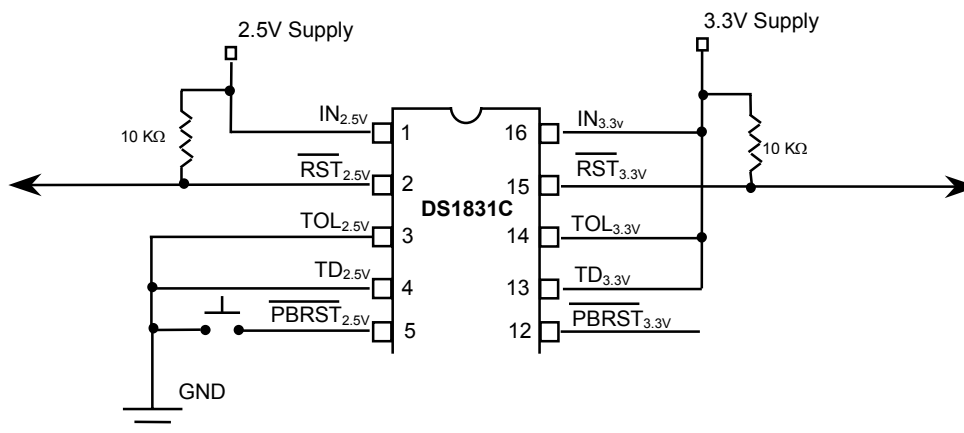 2.5V Supply
3.3V Supply
10 KΩ
IN2.5V
1
16
IN3.3v
10 KΩ
RST2.5V
2
15
RST3.3V
DS1831C
TOL2.5V
3
14
TOL3.3V
TD2.5V
4
13
TD3.3V
PBRST2.5V
5
12
PBRST3.3V
GND